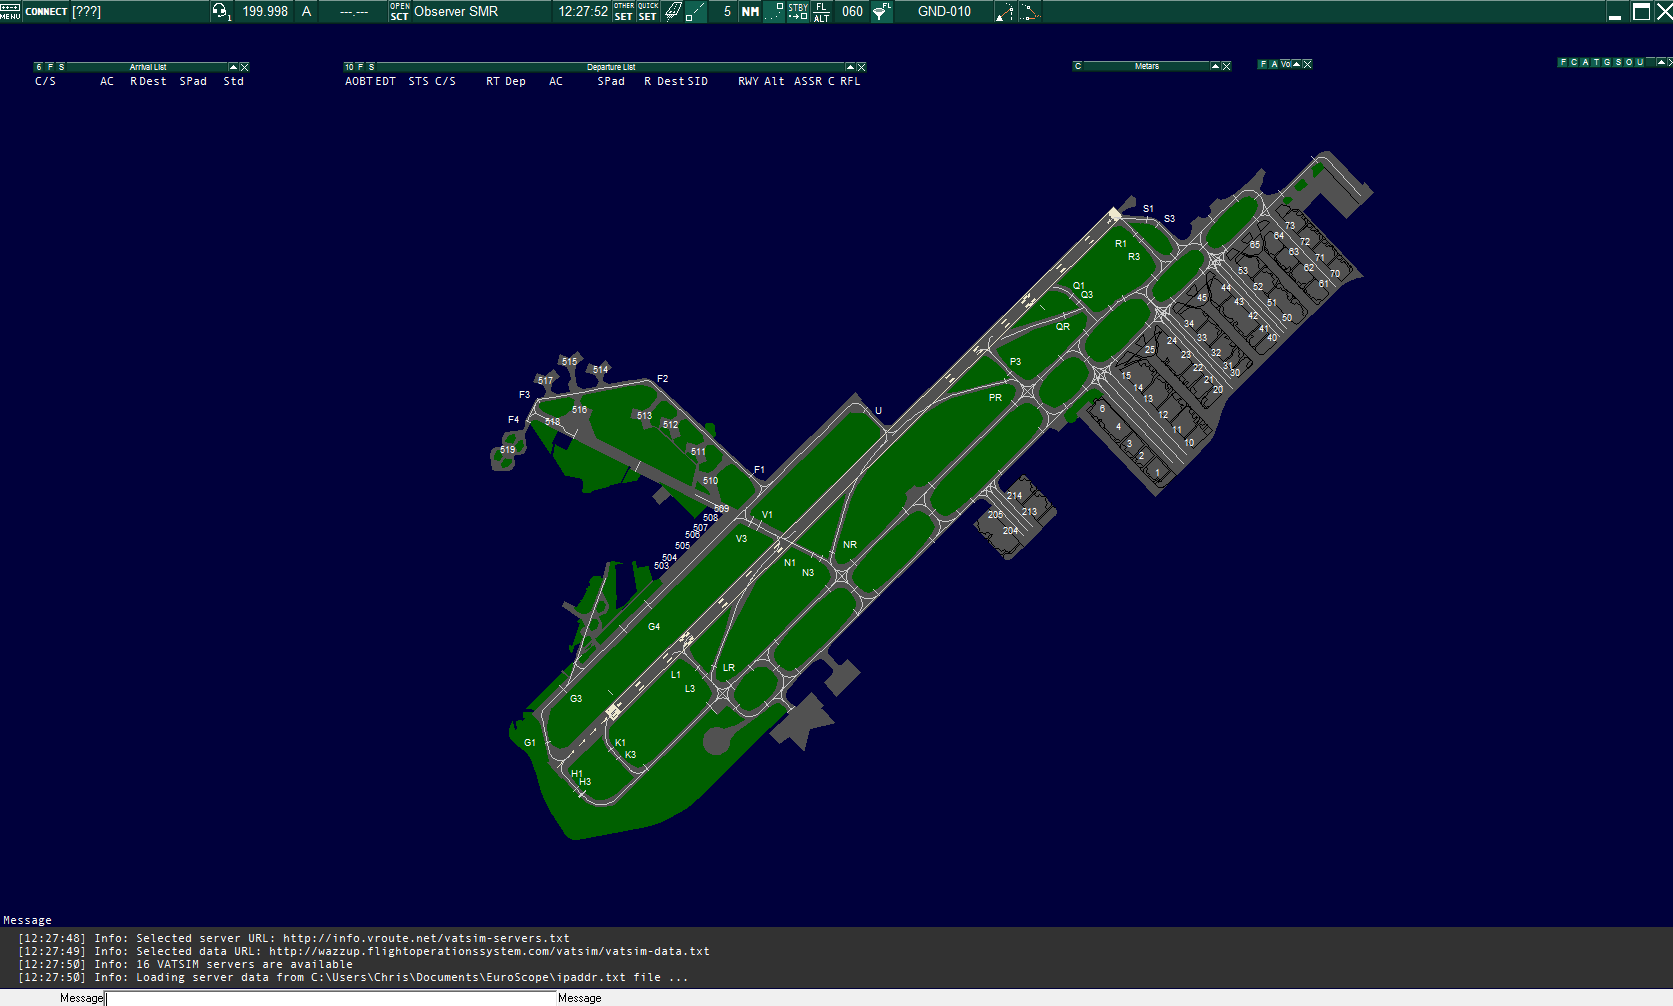 MENU CONNECT [???] 1 199.998 A ---.--- OPEN SCT Observer SMR 12:27:52 OTHER SET QUICK SET 5 NM STBY FL ALT 060 FL GND-010
6 F S Arrival List
C/S AC R Dest SPad Std
10 F S Departure List
AOBT EDT STS C/S RT Dep AC SPad R Dest SID RWY Alt ASSR C RFL
C Metars
F A Vo
F C A T G S O U
S1
S3
R1
R3
Q1
Q3
QR
P3
PR
U
73
64
72
65
63
71
53
62
70
44
52
61
45
43
51
34
42
50
24
33
41
40
25
23
32
15
22
31
30
14
21
20
13
6
12
4
11
3
10
2
1
515
514
517
F2
F3
516
513
F4
518
512
519
511
F1
510
509
508
507
506
505
504
503
V1
V3
214
213
205
204
NR
N1
N3
G4
LR
L1
L3
G3
G1
K1
K3
H1
H3
Message
[12:27:48] Info: Selected server URL: http://info.vroute.net/vatsim-servers.txt
[12:27:49] Info: Selected data URL: http://wazzup.flightoperationssystem.com/vatsim/vatsim-data.txt
[12:27:50] Info: 16 VATSIM servers are available
[12:27:50] Info: Loading server data from C:\Users\Chris\Documents\EuroScope\ipaddr.txt file ...
Message Message